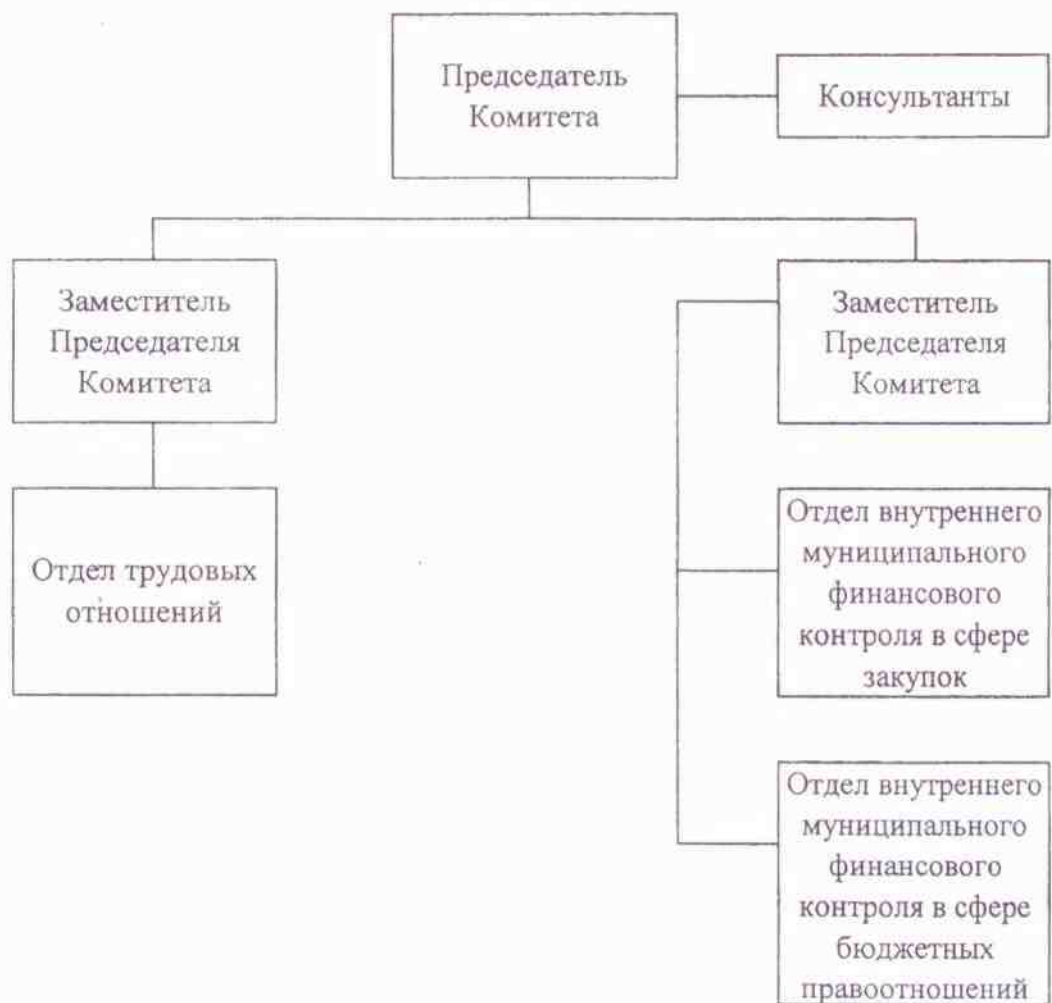 Председатель
Комитета
Консультанты
Заместитель
Председателя
Комитета
Заместитель
Председателя
Комитета
Отдел трудовых
отношений
Отдел внутреннего
муниципального
финансового
контроля в сфере
закупок
Отдел внутреннего
муниципального
финансового
контроля в сфере
бюджетных
правоотношений